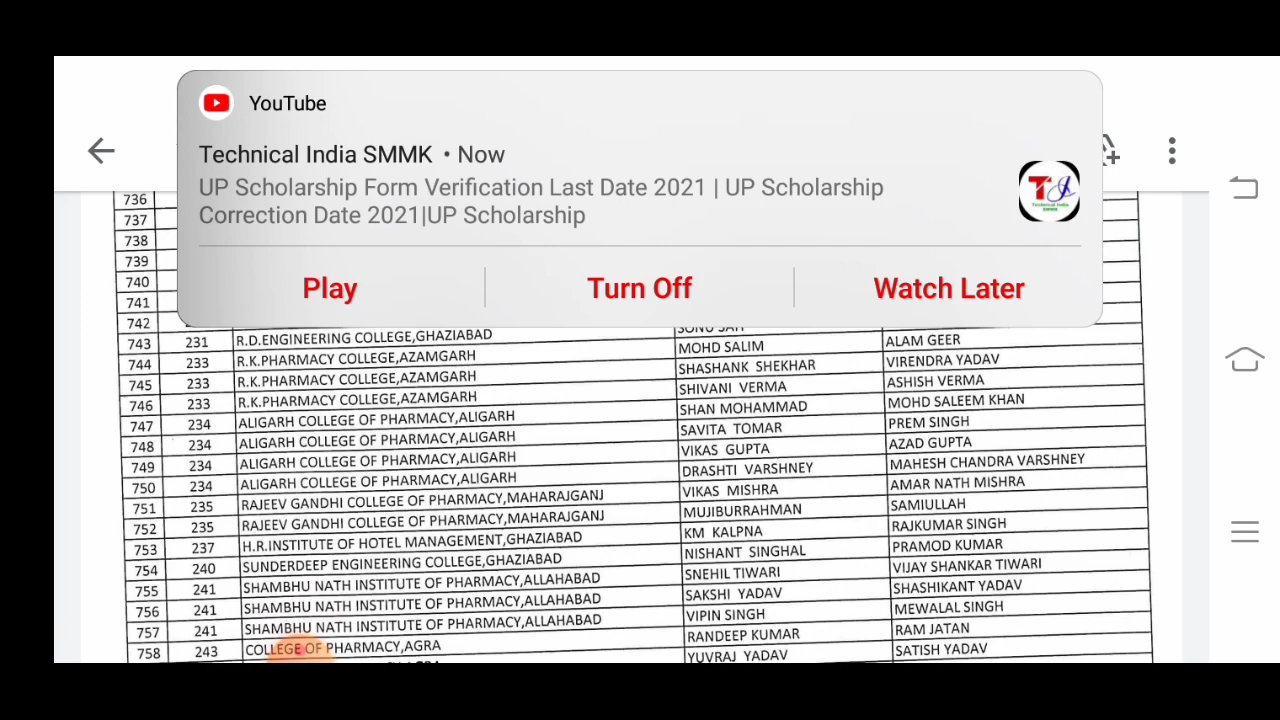 YouTube
Technical India SMMK • Now
UP Scholarship Form Verification Last Date 2021 | UP Scholarship
Correction Date 2021|UP Scholarship
Technical India
SMMK
Play Turn Off Watch Later
736
737
738
739
740
741
742
743 231 R.D.ENGINEERING COLLEGE,GHAZIABAD
744 233 R.K.PHARMACY COLLEGE,AZAMGARH MOHD SALIM ALAM GEER
745 233 R.K.PHARMACY COLLEGE,AZAMGARH SHASHANK SHEKHAR VIRENDRA YADAV
746 233 R.K.PHARMACY COLLEGE,AZAMGARH SHIVANI VERMA ASHISH VERMA
747 234 ALIGARH COLLEGE OF PHARMACY,ALIGARH SHAN MOHAMMAD MOHD SALEEM KHAN
748 234 ALIGARH COLLEGE OF PHARMACY,ALIGARH SAVITA TOMAR PREM SINGH
749 234 ALIGARH COLLEGE OF PHARMACY,ALIGARH VIKAS GUPTA AZAD GUPTA
750 234 ALIGARH COLLEGE OF PHARMACY,ALIGARH DRASHTI VARSHNEY MAHESH CHANDRA VARSHNEY
751 235 RAJEEV GANDHI COLLEGE OF PHARMACY,MAHARAJGANJ VIKAS MISHRA AMAR NATH MISHRA
752 235 RAJEEV GANDHI COLLEGE OF PHARMACY,MAHARAJGANJ MUJIBURRAHMAN SAMIULLAH
753 237 H.R.INSTITUTE OF HOTEL MANAGEMENT,GHAZIABAD KM KALPNA RAJKUMAR SINGH
754 240 SUNDERDEEP ENGINEERING COLLEGE,GHAZIABAD NISHANT SINGHAL PRAMOD KUMAR
755 241 SHAMBHU NATH INSTITUTE OF PHARMACY,ALLAHABAD SNEHIL TIWARI VIJAY SHANKAR TIWARI
756 241 SHAMBHU NATH INSTITUTE OF PHARMACY,ALLAHABAD SAKSHI YADAV SHASHIKANT YADAV
757 241 SHAMBHU NATH INSTITUTE OF PHARMACY,ALLAHABAD VIPIN SINGH MEWALAL SINGH
758 243 COLLEGE OF PHARMACY,AGRA RANDEEP KUMAR RAM JATAN
YUVRAJ YADAV SATISH YADAV